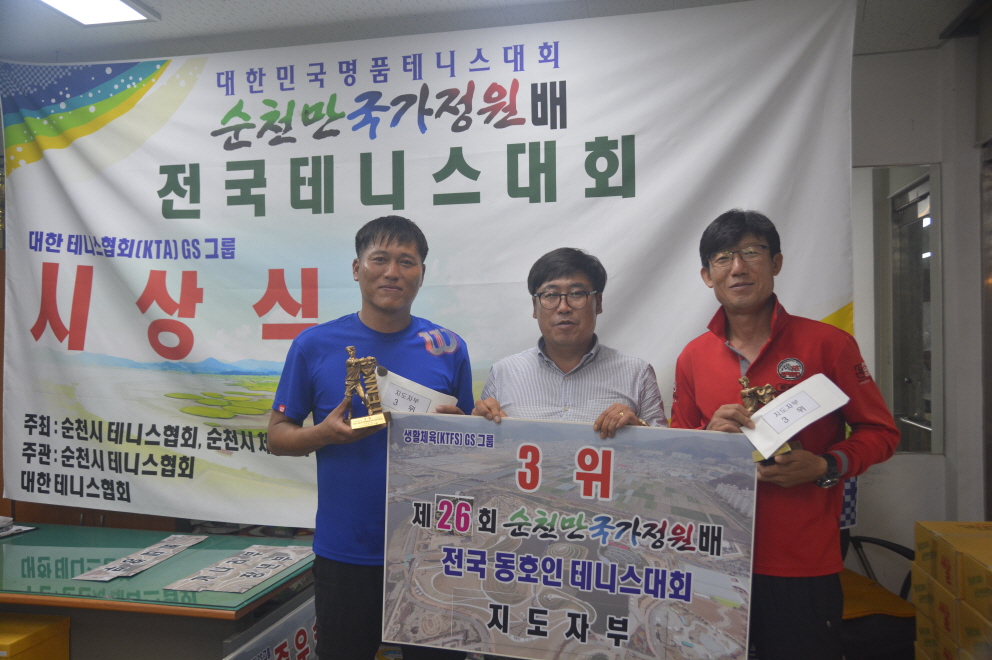 대한민국명품테니스대회
순천만국가정원배
전국테니스대회
대한 테니스협회(KTA) GS 그룹
시상식
주최 : 순천시 테니스협회, 순천시 체
주관 : 순천시 테니스협회
대한테니스협회
지도자부
3 위
지도자부
3 위
생활체육(KTFS) GS 그룹
3 위
제26회 순천만국가정원배
전국 동호인 테니스대회
지도자부